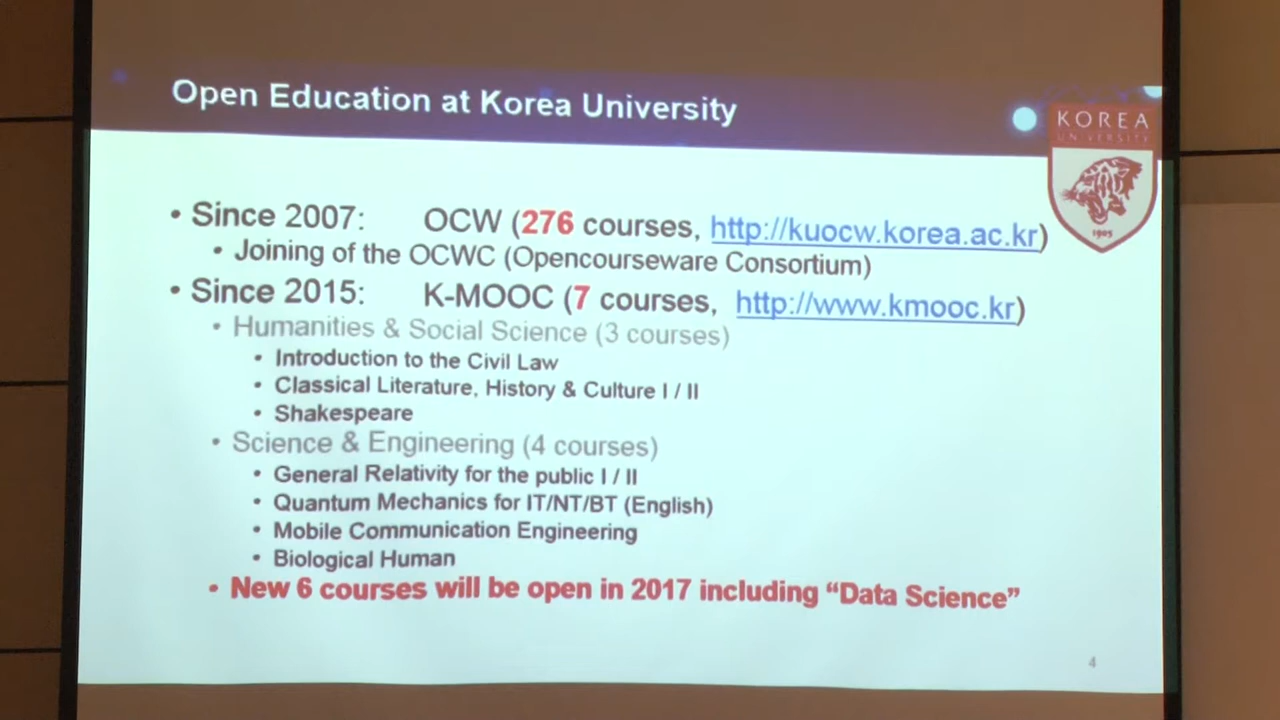 Open Education at Korea University
KOREA
UNIVERSITY
1905
• Since 2007: OCW (276 courses, http://kuocw.korea.ac.kr)
• Joining of the OCWC (Opencourseware Consortium)
• Since 2015: K-MOOC (7 courses, http://www.kmooc.kr)
• Humanities & Social Science (3 courses)
• Introduction to the Civil Law
• Classical Literature, History & Culture I / II
• Shakespeare
• Science & Engineering (4 courses)
• General Relativity for the public I / II
• Quantum Mechanics for IT/NT/BT (English)
• Mobile Communication Engineering
• Biological Human
• New 6 courses will be open in 2017 including “Data Science”
4